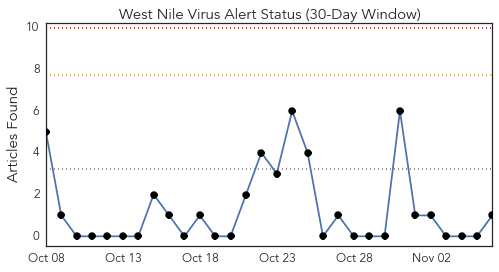 West Nile Virus Alert Status (30-Day Window)
Articles Found
10
8
6
4
2
0
Oct 08
Oct 13
Oct 18
Oct 23
Oct 28
Nov 02